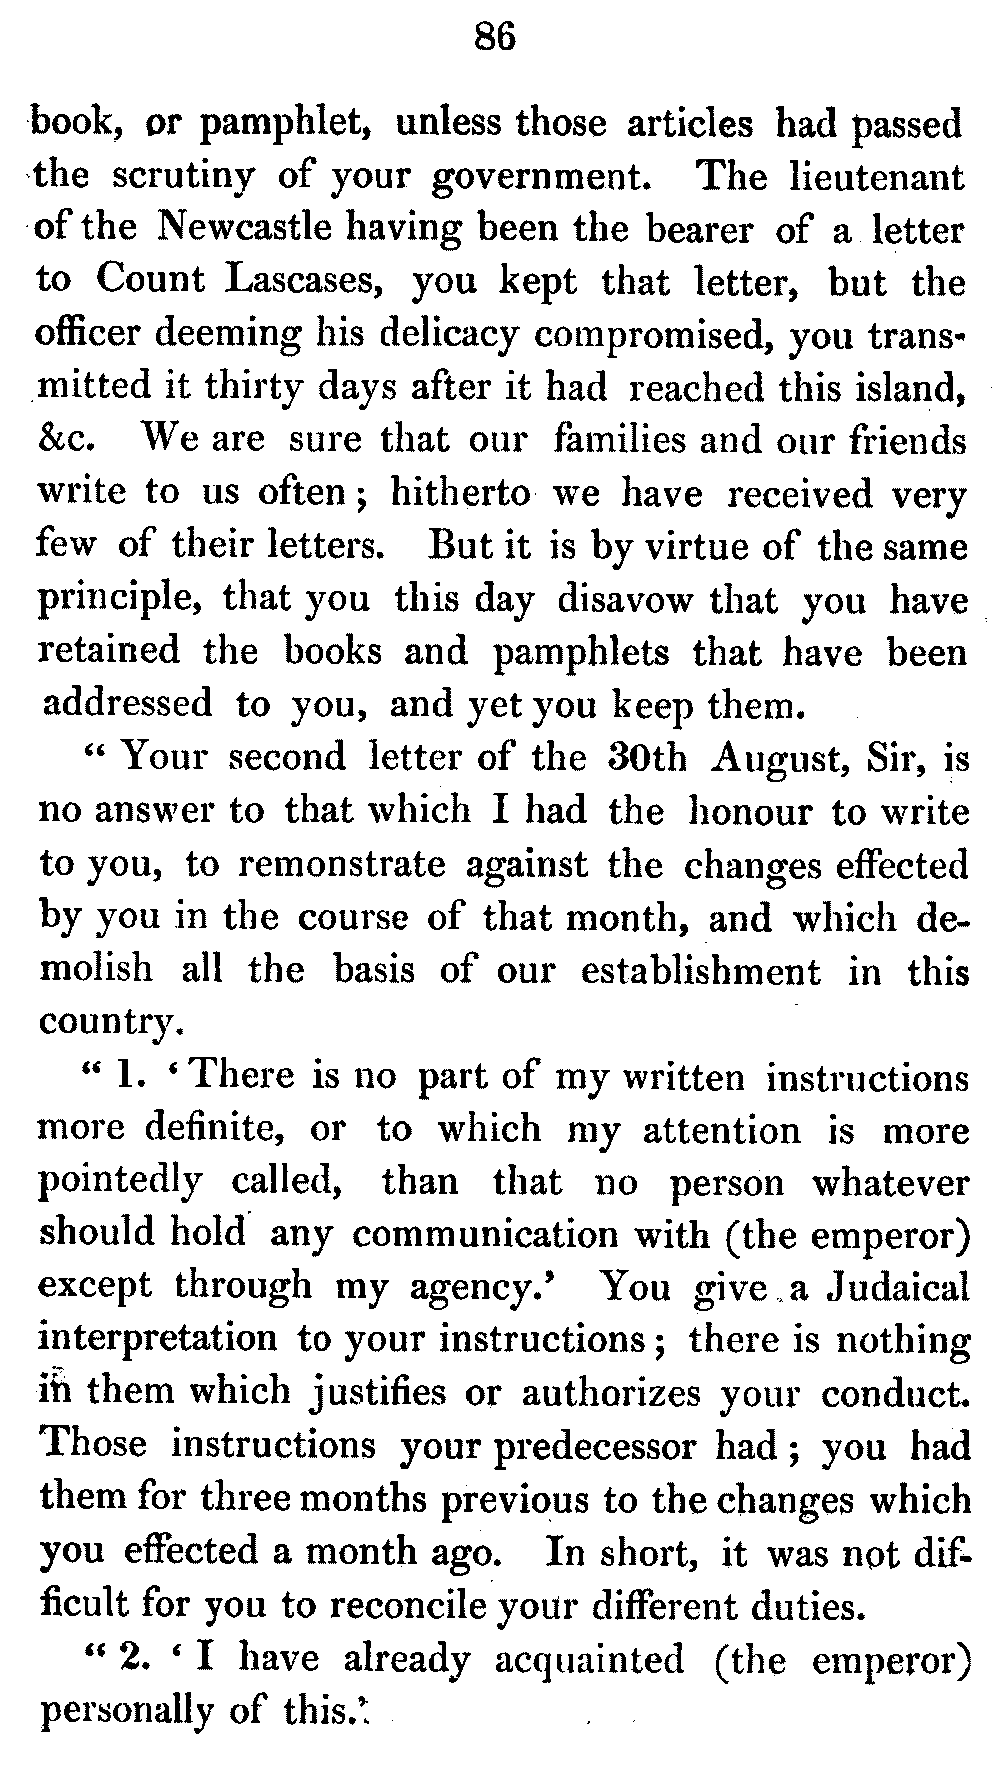 86
book, or pamphlet, unless those articles had passed
the scrutiny of your government. The lieutenant
of the Newcastle having been the bearer of a letter
to Count Lascases, you kept that letter, but the
officer deeming his delicacy compromised, you trans-
mitted it thirty days after it had reached this island,
&c. We are sure that our families and our friends
write to us often ; hitherto we have received very
few of their letters. But it is by virtue of the same
principle, that you this day disavow that you have
retained the books and pamphlets that have been
addressed to you, and yet you keep them.
“ Your second letter of the 30th August, Sir, is
no answer to that which I had the honour to write
to you, to remonstrate against the changes effected
by you in the course of that month, and which de-
molish all the basis of our establishment in this
country.
“ 1. ‘ There is no part of my written instructions
more definite, or to which my attention is more
pointedly called, than that no person whatever
should hold any communication with (the emperor)
except through my agency.’ You give a Judaical
interpretation to your instructions ; there is nothing
in them which justifies or authorizes your conduct.
Those instructions your predecessor had ; you had
them for three months previous to the changes which
you effected a month ago. In short, it was not dif-
ficult for you to reconcile your different duties.
“ 2. ‘ I have already acquainted (the emperor)
personally of this.’